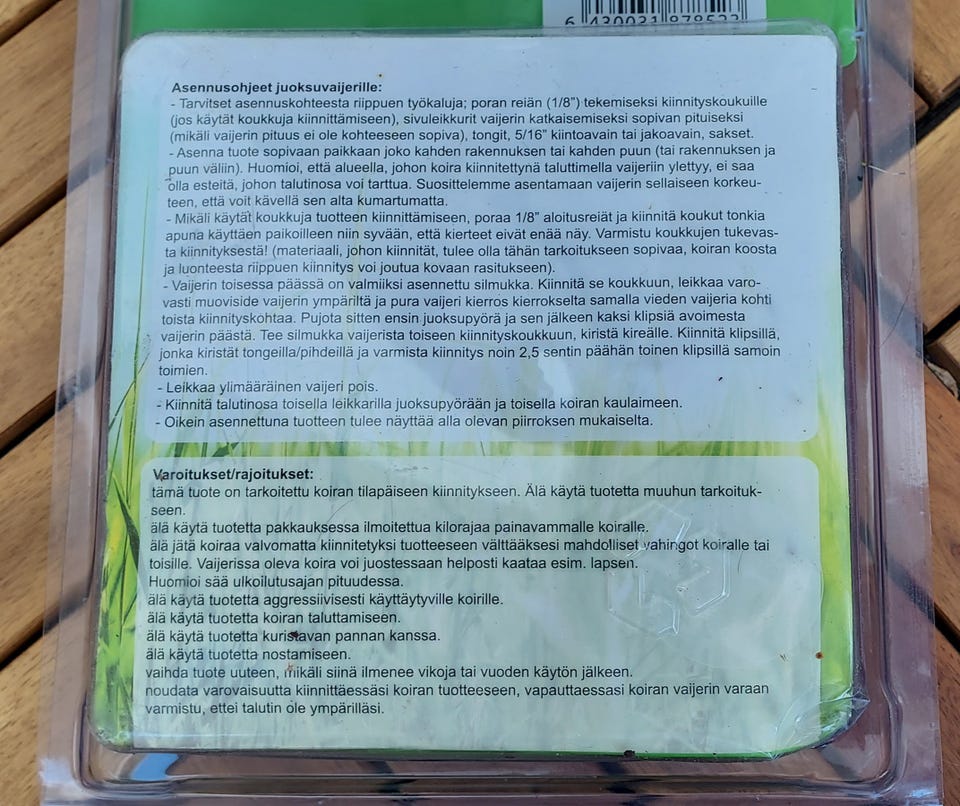 6 430031 878523
Asennusohjeet juoksuvaijerille:
- Tarvitset asennuskohteesta riippuen työkaluja; poran reiän (1/8”) tekemiseksi kiinnityskoukuille
(jos käytät koukkuja kiinnittämiseen), sivuleikkurit vaijerin katkaisemiseksi sopivan pituiseksi
(mikäli vaijerin pituus ei ole kohteeseen sopiva), tongit, 5/16” kiintoavain tai jakoavain, sakset.
- Asenna tuote sopivaan paikkaan joko kahden rakennuksen tai kahden puun (tai rakennuksen ja
puun väliin). Huomioi, että alueella, johon koira kiinnitettynä taluttimella vaijeriin ylettyy, ei saa
olla esteitä, johon talutinosa voi tarttua. Suosittelemme asentamaan vaijerin sellaiseen korkeu-
teen, että voit kävellä sen alta kumartumatta.
- Mikäli käytät koukkuja tuotteen kiinnittämiseen, poraa 1/8” aloitusreiät ja kiinnitä koukut tonkia
apuna käyttäen paikoilleen niin syvään, että kierteet eivät enää näy. Varmistu koukkujen tukevas-
ta kiinnityksestä! (materiaali, johon kiinnität, tulee olla tähän tarkoitukseen sopivaa, koiran koosta
ja luonteesta riippuen kiinnitys voi joutua kovaan rasitukseen).
- Vaijerin toisessa päässä on valmiiksi asennettu silmukka. Kiinnitä se koukkuun, leikkaa varo-
vasti muoviside vaijerin ympäriltä ja pura vaijeri kierros kierrokselta samalla vieden vaijeria kohti
toista kiinnityskohtaa. Pujota sitten ensin juoksupyörä ja sen jälkeen kaksi klipsiä avoimesta
vaijerin päästä. Tee silmukka vaijerista toiseen kiinnityskoukkuun, kiristä kireälle. Kiinnitä klipsillä,
jonka kiristät tongeilla/pihdeillä ja varmista kiinnitys noin 2,5 sentin päähän toinen klipsillä samoin
toimien.
- Leikkaa ylimääräinen vaijeri pois.
- Kiinnitä talutinosa toisella leikkarilla juoksupyörään ja toisella koiran kaulaimeen.
- Oikein asennettuna tuotteen tulee näyttää alla olevan piirroksen mukaiselta.
Varoitukset/rajoitukset:
tämä tuote on tarkoitettu koiran tilapäiseen kiinnitykseen. Älä käytä tuotetta muuhun tarkoituk-
seen.
älä käytä tuotetta pakkauksessa ilmoitettua kilorajaa painavammalle koiralle.
älä jätä koiraa valvomatta kiinnitetyksi tuotteeseen välttääksesi mahdolliset vahingot koiralle tai
toisille. Vaijerissa oleva koira voi juostessaan helposti kaataa esim. lapsen.
Huomioi sää ulkoilutusajan pituudessa.
älä käytä tuotetta aggressiivisesti käyttäytyville koirille.
älä käytä tuotetta koiran taluttamiseen.
älä käytä tuotetta kuristavan pannan kanssa.
älä käytä tuotetta nostamiseen.
vaihda tuote uuteen, mikäli siinä ilmenee vikoja tai vuoden käytön jälkeen.
noudata varovaisuutta kiinnittäessäsi koiran tuotteeseen, vapauttaessasi koiran vaijerin varaan
varmistu, ettei talutin ole ympärilläsi.